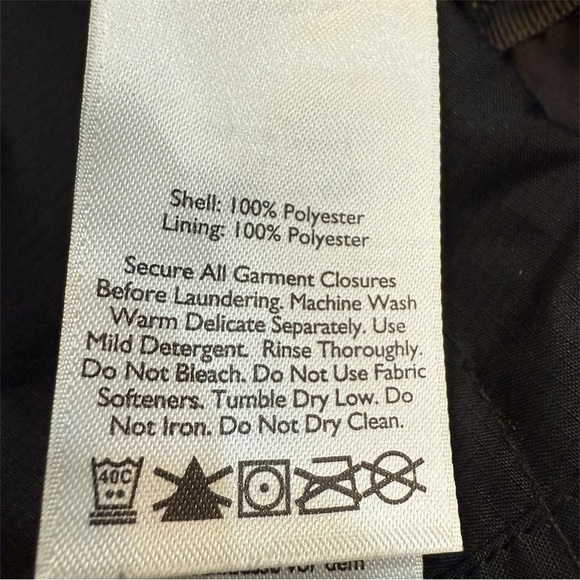 Shell: 100% Polyester
Lining: 100% Polyester
Secure All Garment Closures
Before Laundering. Machine Wash
Warm Delicate Separately. Use
Mild Detergent. Rinse Thoroughly.
Do Not Bleach. Do Not Use Fabric
Softeners. Tumble Dry Low. Do
Not Iron. Do Not Dry Clean.
40C
vor dem